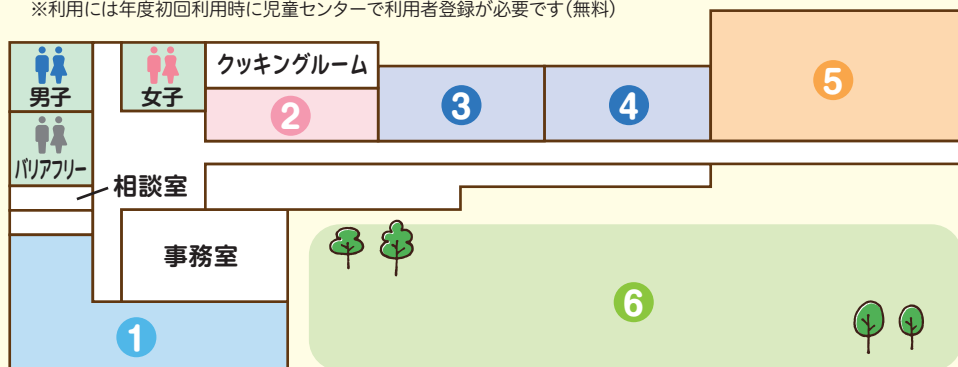 ※利用には年度初回利用時に児童センターで利用者登録が必要です(無料)
男子
女子
クッキングルーム
2
3
4
5
バリアフリー
相談室
事務室
1
6